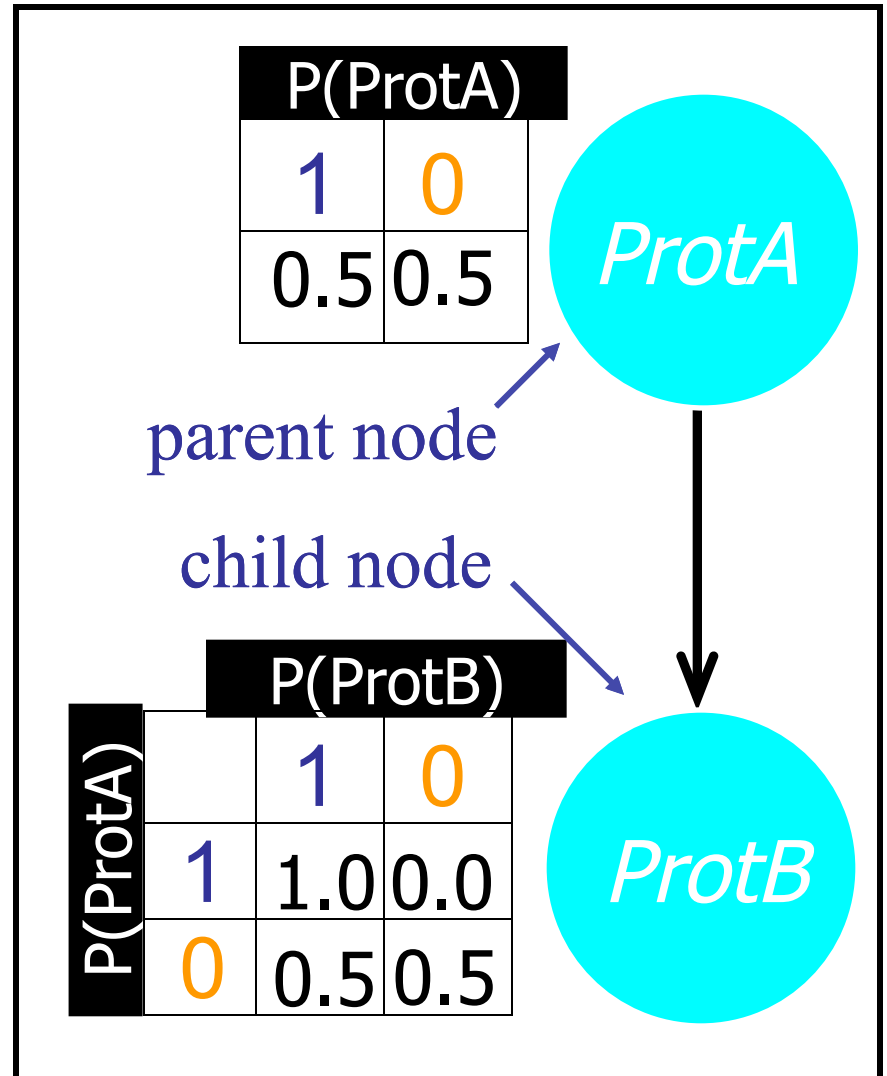 P(ProtA)
1 0
0.5 0.5
ProtA
parent node
child node
P(ProtB)
P(ProtA)
1 0
1 1.0 0.0
0 0.5 0.5
ProtB